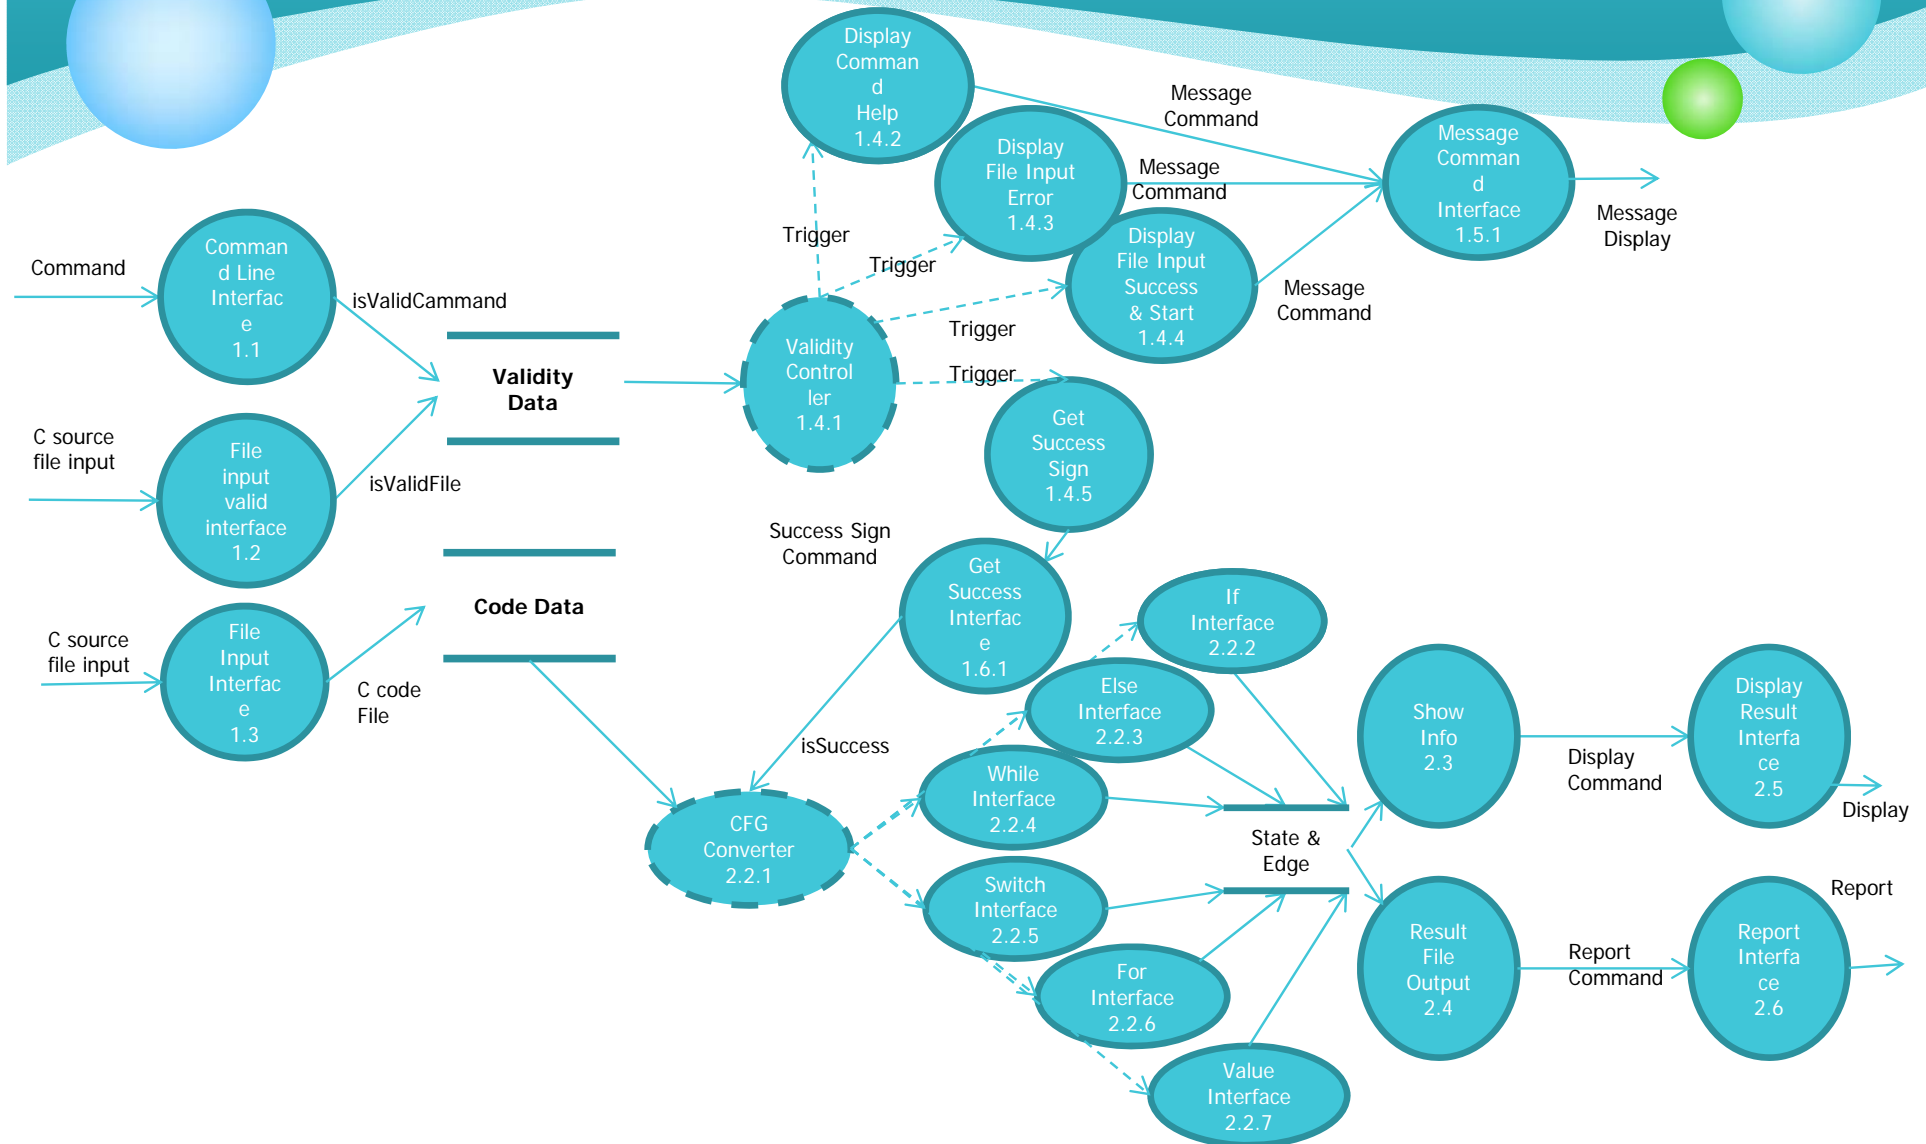 Display
Comman
d
Help
1.4.2
Message
Command
Display
File Input
Error
1.4.3
Message
Command
Message
Comman
d
Interface
1.5.1
Message
Display
Trigger
Trigger
Display
File Input
Success
& Start
1.4.4
Message
Command
Command
Comman
d Line
Interfac
e
1.1
isValidCammand
Validity
Data
Validity
Control
ler
1.4.1
Trigger
Trigger
Get
Success
Sign
1.4.5
C source
file input
File
input
valid
interface
1.2
isValidFile
Success Sign
Command
Get
Success
Interfac
e
1.6.1
Code Data
C source
file input
File
Input
Interfac
e
1.3
C code
File
isSuccess
If
Interface
2.2.2
Else
Interface
2.2.3
While
Interface
2.2.4
CFG
Converter
2.2.1
Switch
Interface
2.2.5
For
Interface
2.2.6
Value
Interface
2.2.7
State &
Edge
Show
Info
2.3
Display
Command
Display
Result
Interfa
ce
2.5
Display
Result
File
Output
2.4
Report
Command
Report
Interfa
ce
2.6
Report